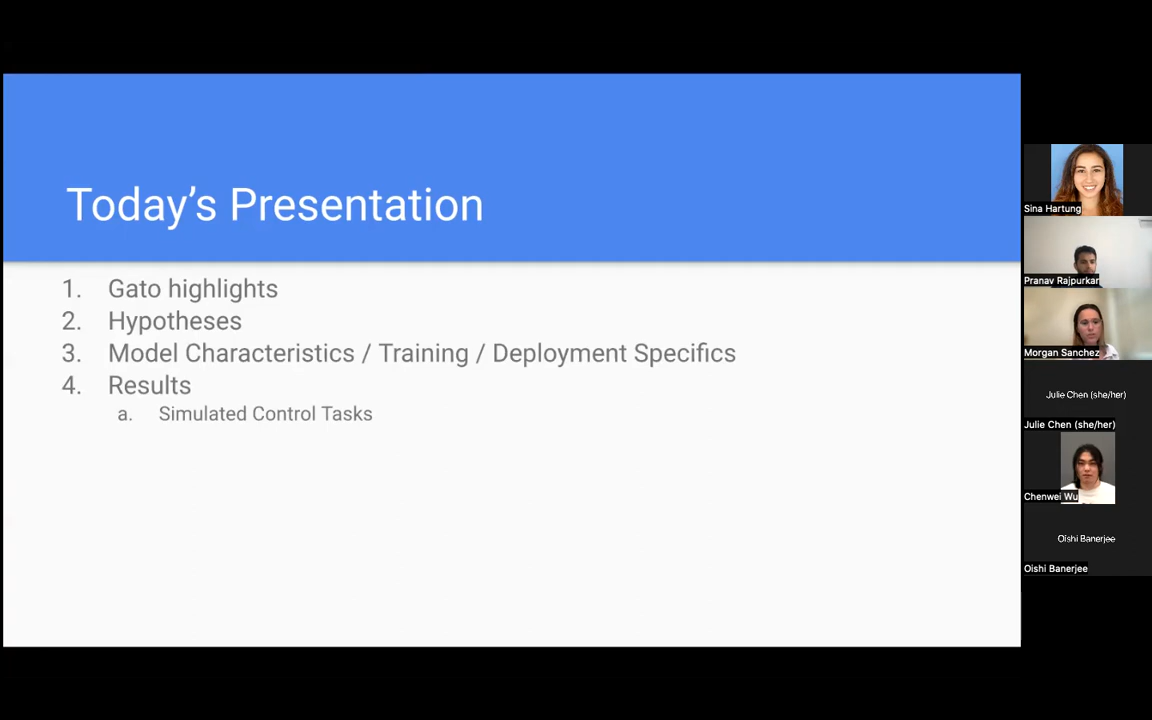 Today's Presentation
1. Gato highlights
2. Hypotheses
3. Model Characteristics / Training / Deployment Specifics
4. Results
a. Simulated Control Tasks
Sina Hartung
Pranav Rajpurkar
Morgan Sanchez
Julie Chen (she/her)
Julie Chen (she/her)
Chenwei Wu
Oishi Banerjee
Oishi Banerjee